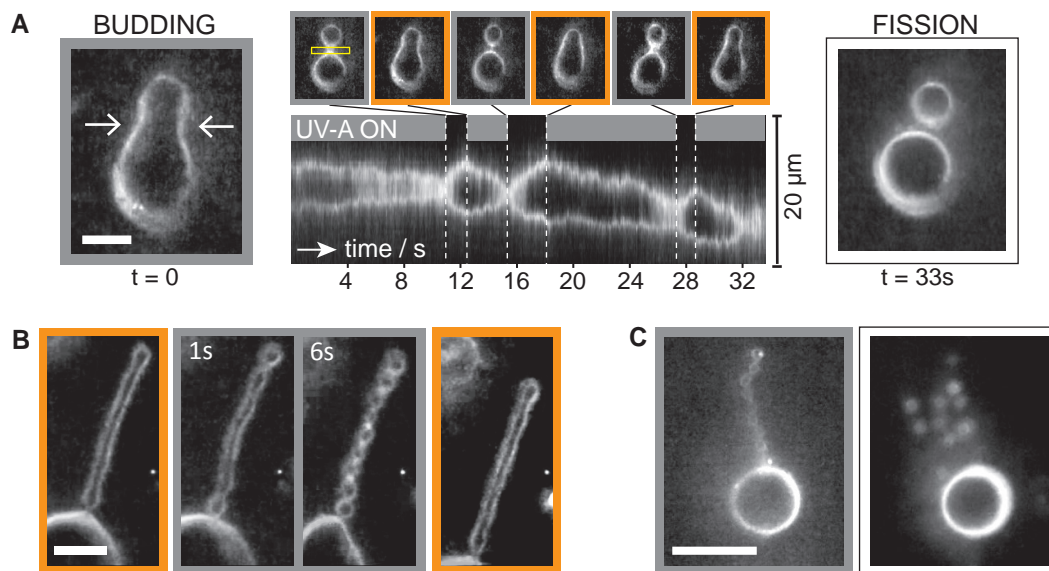 A
BUDDING
FISSION
UV-A ON
20 µm
time / s
4 8 12 16 20 24 28 32
t = 0
t = 33s
B
1s
6s
C